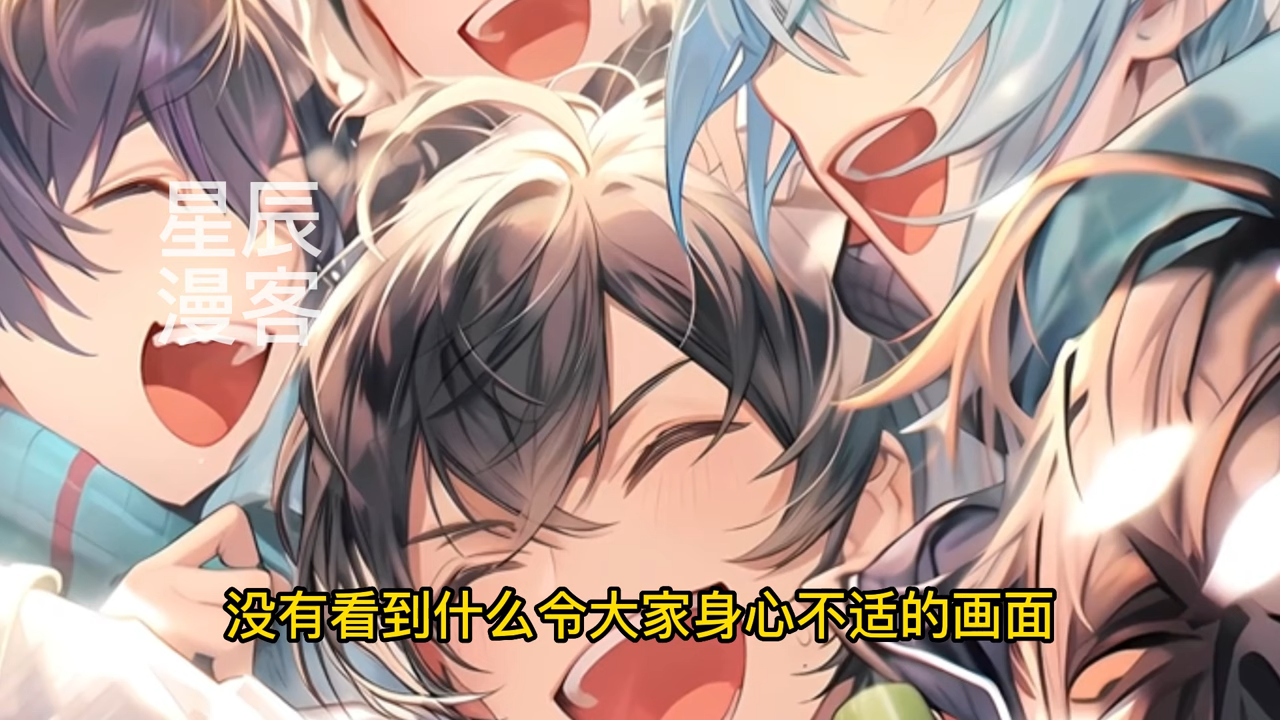 星辰
漫客
没有看到什么令大家身心不适的画面